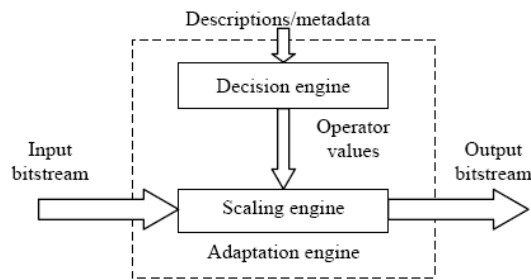 Descriptions/metadata
Decision engine
Operator
values
Input
bitstream
Output
bitstream
Scaling engine
Adaptation engine